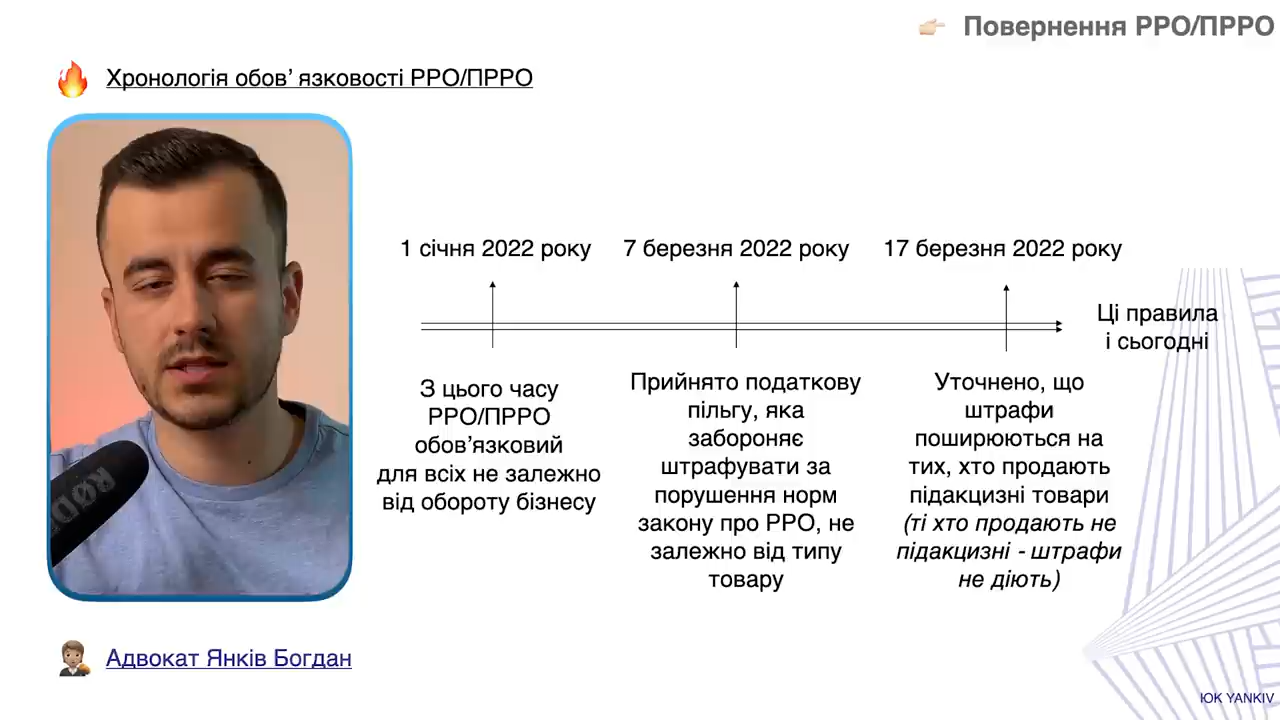 Повернення РРО/ПРРО
Хронологія обов’ язковості РРО/ПРРО
1 січня 2022 року
7 березня 2022 року
17 березня 2022 року
Ці правила
і сьогодні
З цього часу
РРО/ПРРО
обов’язковий
для всіх не залежно
від обороту бізнесу
Прийнято податкову
пільгу, яка
забороняє
штрафувати за
порушення норм
закону про РРО, не
залежно від типу
товару
Уточнено, що
штрафи
поширюються на
тих, хто продають
підакцизні товари
(ті хто продають не
підакцизні - штрафи
не діють)
RØDE
Адвокат Янків Богдан
ЮК YANKIV